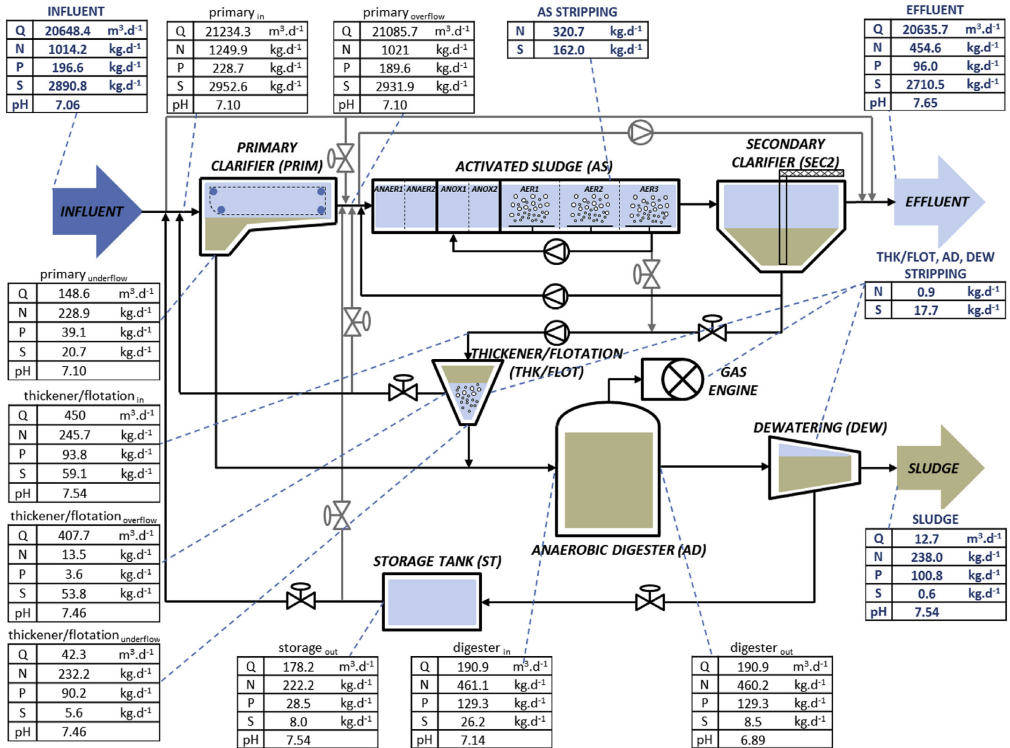 INFLUENT
Q 20648.4 m³.d⁻¹
N 1014.2 kg.d⁻¹
P 196.6 kg.d⁻¹
S 2890.8 kg.d⁻¹
pH 7.06
primary in
Q 21234.3 m³.d⁻¹
N 1249.9 kg.d⁻¹
P 228.7 kg.d⁻¹
S 2952.6 kg.d⁻¹
pH 7.10
primary overflow
Q 21085.7 m³.d⁻¹
N 1021 kg.d⁻¹
P 189.6 kg.d⁻¹
S 2931.9 kg.d⁻¹
pH 7.10
AS STRIPPING
N 320.7 kg.d⁻¹
S 162.0 kg.d⁻¹
EFFLUENT
Q 20635.7 m³.d⁻¹
N 454.6 kg.d⁻¹
P 96.0 kg.d⁻¹
S 2710.5 kg.d⁻¹
pH 7.65
PRIMARY
CLARIFIER (PRIM)
ACTIVATED SLUDGE (AS)
SECONDARY
CLARIFIER (SEC2)
ANAER1 ANAER2 ANOX1 ANOX2 AER1 AER2 AER3
INFLUENT
EFFLUENT
primary underflow
Q 148.6 m³.d⁻¹
N 228.9 kg.d⁻¹
P 39.1 kg.d⁻¹
S 20.7 kg.d⁻¹
pH 7.10
THK/FLOT, AD, DEW
STRIPPING
N 0.9 kg.d⁻¹
S 17.7 kg.d⁻¹
THICKENER/FLOTATION
(THK/FLOT)
GAS
ENGINE
thickener/flotation in
Q 450 m³.d⁻¹
N 245.7 kg.d⁻¹
P 93.8 kg.d⁻¹
S 59.1 kg.d⁻¹
pH 7.54
DEWATERING (DEW)
SLUDGE
thickener/flotation overflow
Q 407.7 m³.d⁻¹
N 13.5 kg.d⁻¹
P 3.6 kg.d⁻¹
S 53.8 kg.d⁻¹
pH 7.46
ANAEROBIC DIGESTER (AD)
STORAGE TANK (ST)
SLUDGE
Q 12.7 m³.d⁻¹
N 238.0 kg.d⁻¹
P 100.8 kg.d⁻¹
S 0.6 kg.d⁻¹
pH 7.54
thickener/flotation underflow
Q 42.3 m³.d⁻¹
N 232.2 kg.d⁻¹
P 90.2 kg.d⁻¹
S 5.6 kg.d⁻¹
pH 7.46
storage out
Q 178.2 m³.d⁻¹
N 222.2 kg.d⁻¹
P 28.5 kg.d⁻¹
S 8.0 kg.d⁻¹
pH 7.54
digester in
Q 190.9 m³.d⁻¹
N 461.1 kg.d⁻¹
P 129.3 kg.d⁻¹
S 26.2 kg.d⁻¹
pH 7.14
digester out
Q 190.9 m³.d⁻¹
N 460.2 kg.d⁻¹
P 129.3 kg.d⁻¹
S 8.5 kg.d⁻¹
pH 6.89